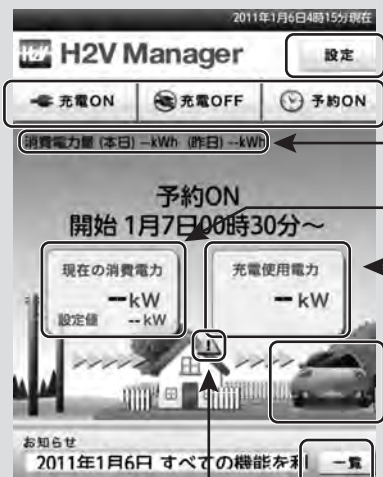 2011年1月6日4時15分現在
H2V H2V Manager 設定
充電ON 充電OFF 予約ON
消費電力量(本日) --kWh (昨日) --kWh
予約ON
開始 1月7日00時30分~
現在の消費電力 充電使用電力
--kW --kW
設定値 --kW
!
お知らせ
2011年1月6日 すべての機能を利 一覧